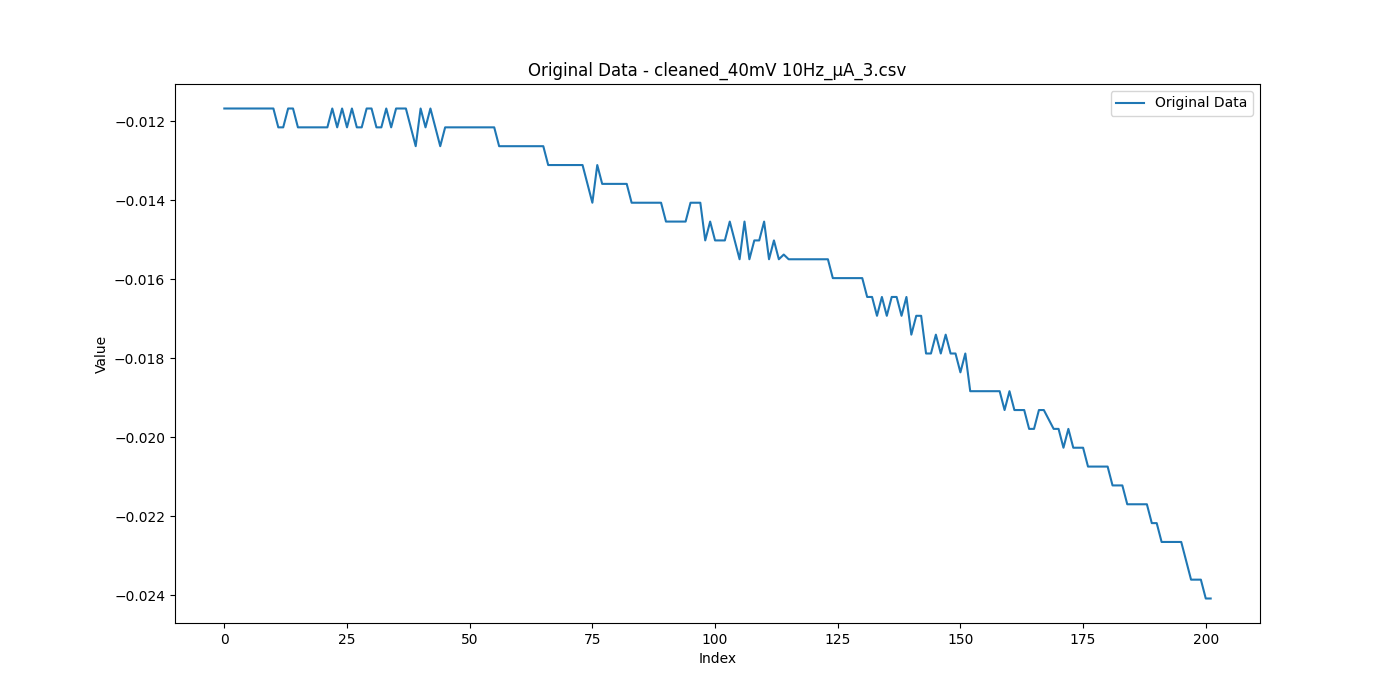 Original Data - cleaned_40mV 10Hz_µA_3.csv
Original Data
Value
−0.012
−0.014
−0.016
−0.018
−0.020
−0.022
−0.024
0 25 50 75 100 125 150 175 200
Index